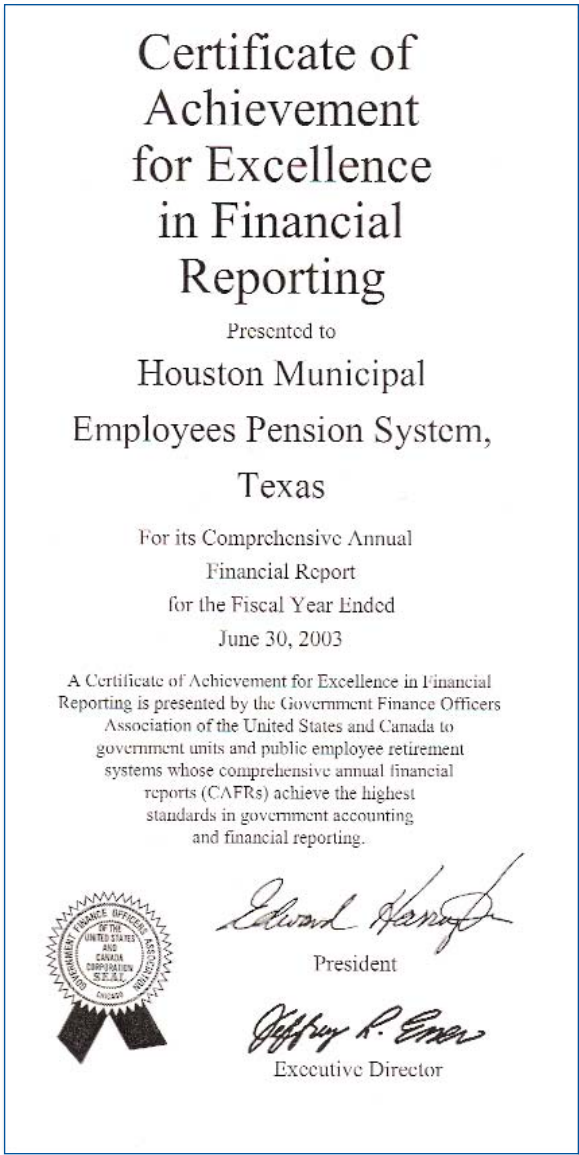 Certificate of
Achievement
for Excellence
in Financial
Reporting
Presented to
Houston Municipal
Employees Pension System,
Texas
For its Comprehensive Annual
Financial Report
for the Fiscal Year Ended
June 30, 2003
A Certificate of Achievement for Excellence in Financial
Reporting is presented by the Government Finance Officers
Association of the United States and Canada to
government units and public employee retirement
systems whose comprehensive annual financial
reports (CAFRs) achieve the highest
standards in government accounting
and financial reporting.
Edward
President
Jeffrey R.
Executive Director
GOVERNMENT FINANCE OFFICERS ASSOCIATION
OF THE
UNITED STATES
AND
CANADA
CORPORATION
SEAL
CHICAGO